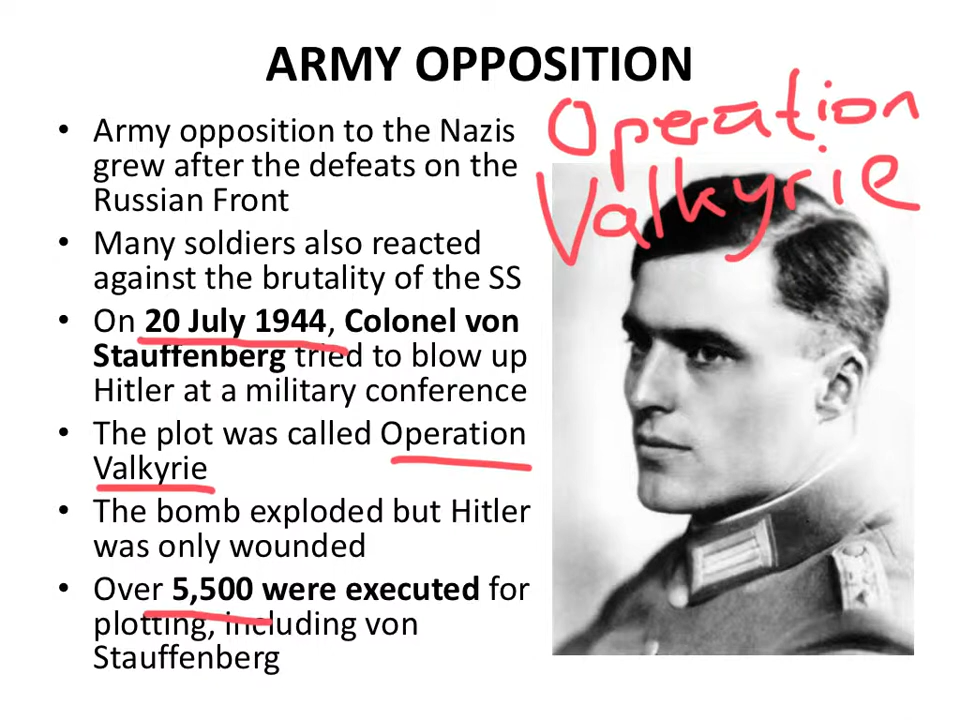 ARMY OPPOSITION
Operation
Valkyrie
• Army opposition to the Nazis
grew after the defeats on the
Russian Front
• Many soldiers also reacted
against the brutality of the SS
• On 20 July 1944, Colonel von
Stauffenberg tried to blow up
Hitler at a military conference
• The plot was called Operation
Valkyrie
• The bomb exploded but Hitler
was only wounded
• Over 5,500 were executed for
plotting, including von
Stauffenberg